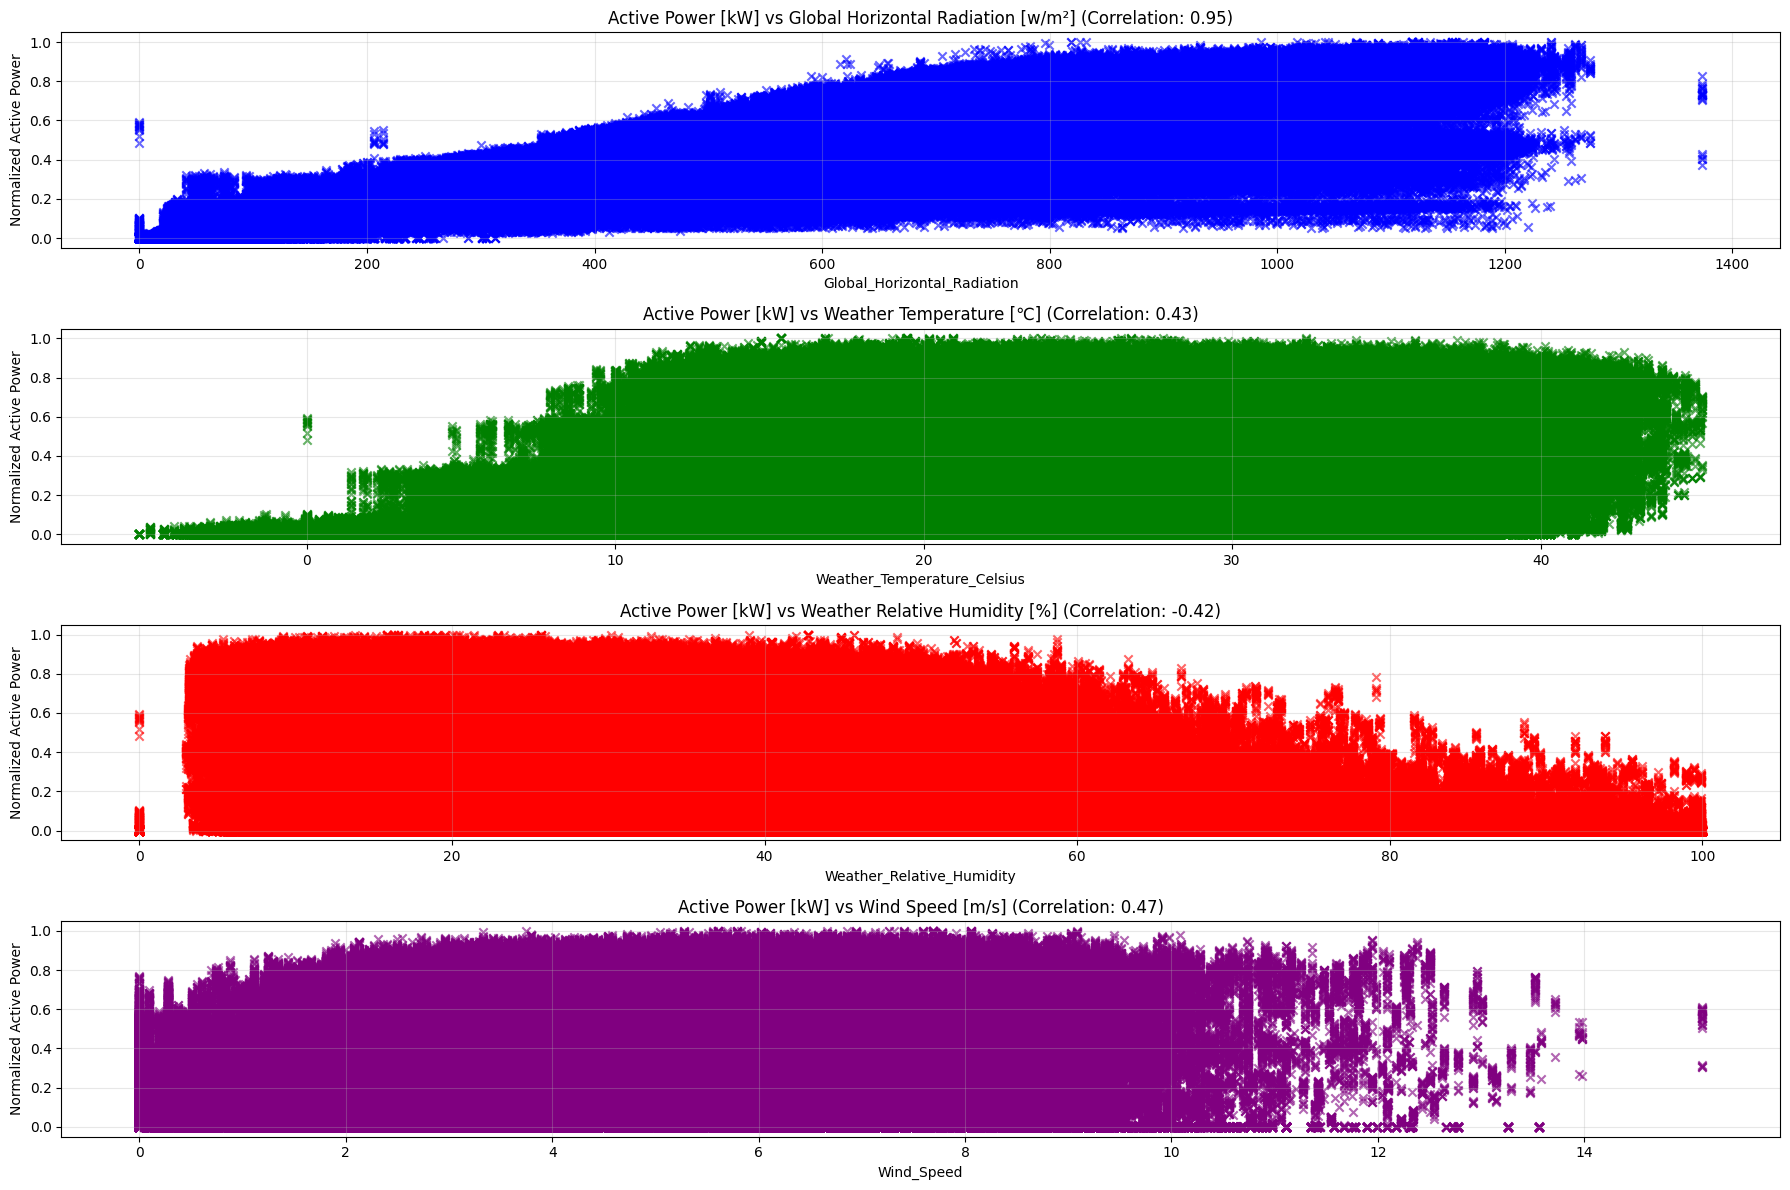 Active Power [kW] vs Global Horizontal Radiation [w/m²] (Correlation: 0.95)
Normalized Active Power
1.0
0.8
0.6
0.4
0.2
0.0
0 200 400 600 800 1000 1200 1400
Global_Horizontal_Radiation
Active Power [kW] vs Weather Temperature [℃] (Correlation: 0.43)
Normalized Active Power
1.0
0.8
0.6
0.4
0.2
0.0
0 10 20 30 40
Weather_Temperature_Celsius
Active Power [kW] vs Weather Relative Humidity [%] (Correlation: -0.42)
Normalized Active Power
1.0
0.8
0.6
0.4
0.2
0.0
0 20 40 60 80 100
Weather_Relative_Humidity
Active Power [kW] vs Wind Speed [m/s] (Correlation: 0.47)
Normalized Active Power
1.0
0.8
0.6
0.4
0.2
0.0
0 2 4 6 8 10 12 14
Wind_Speed